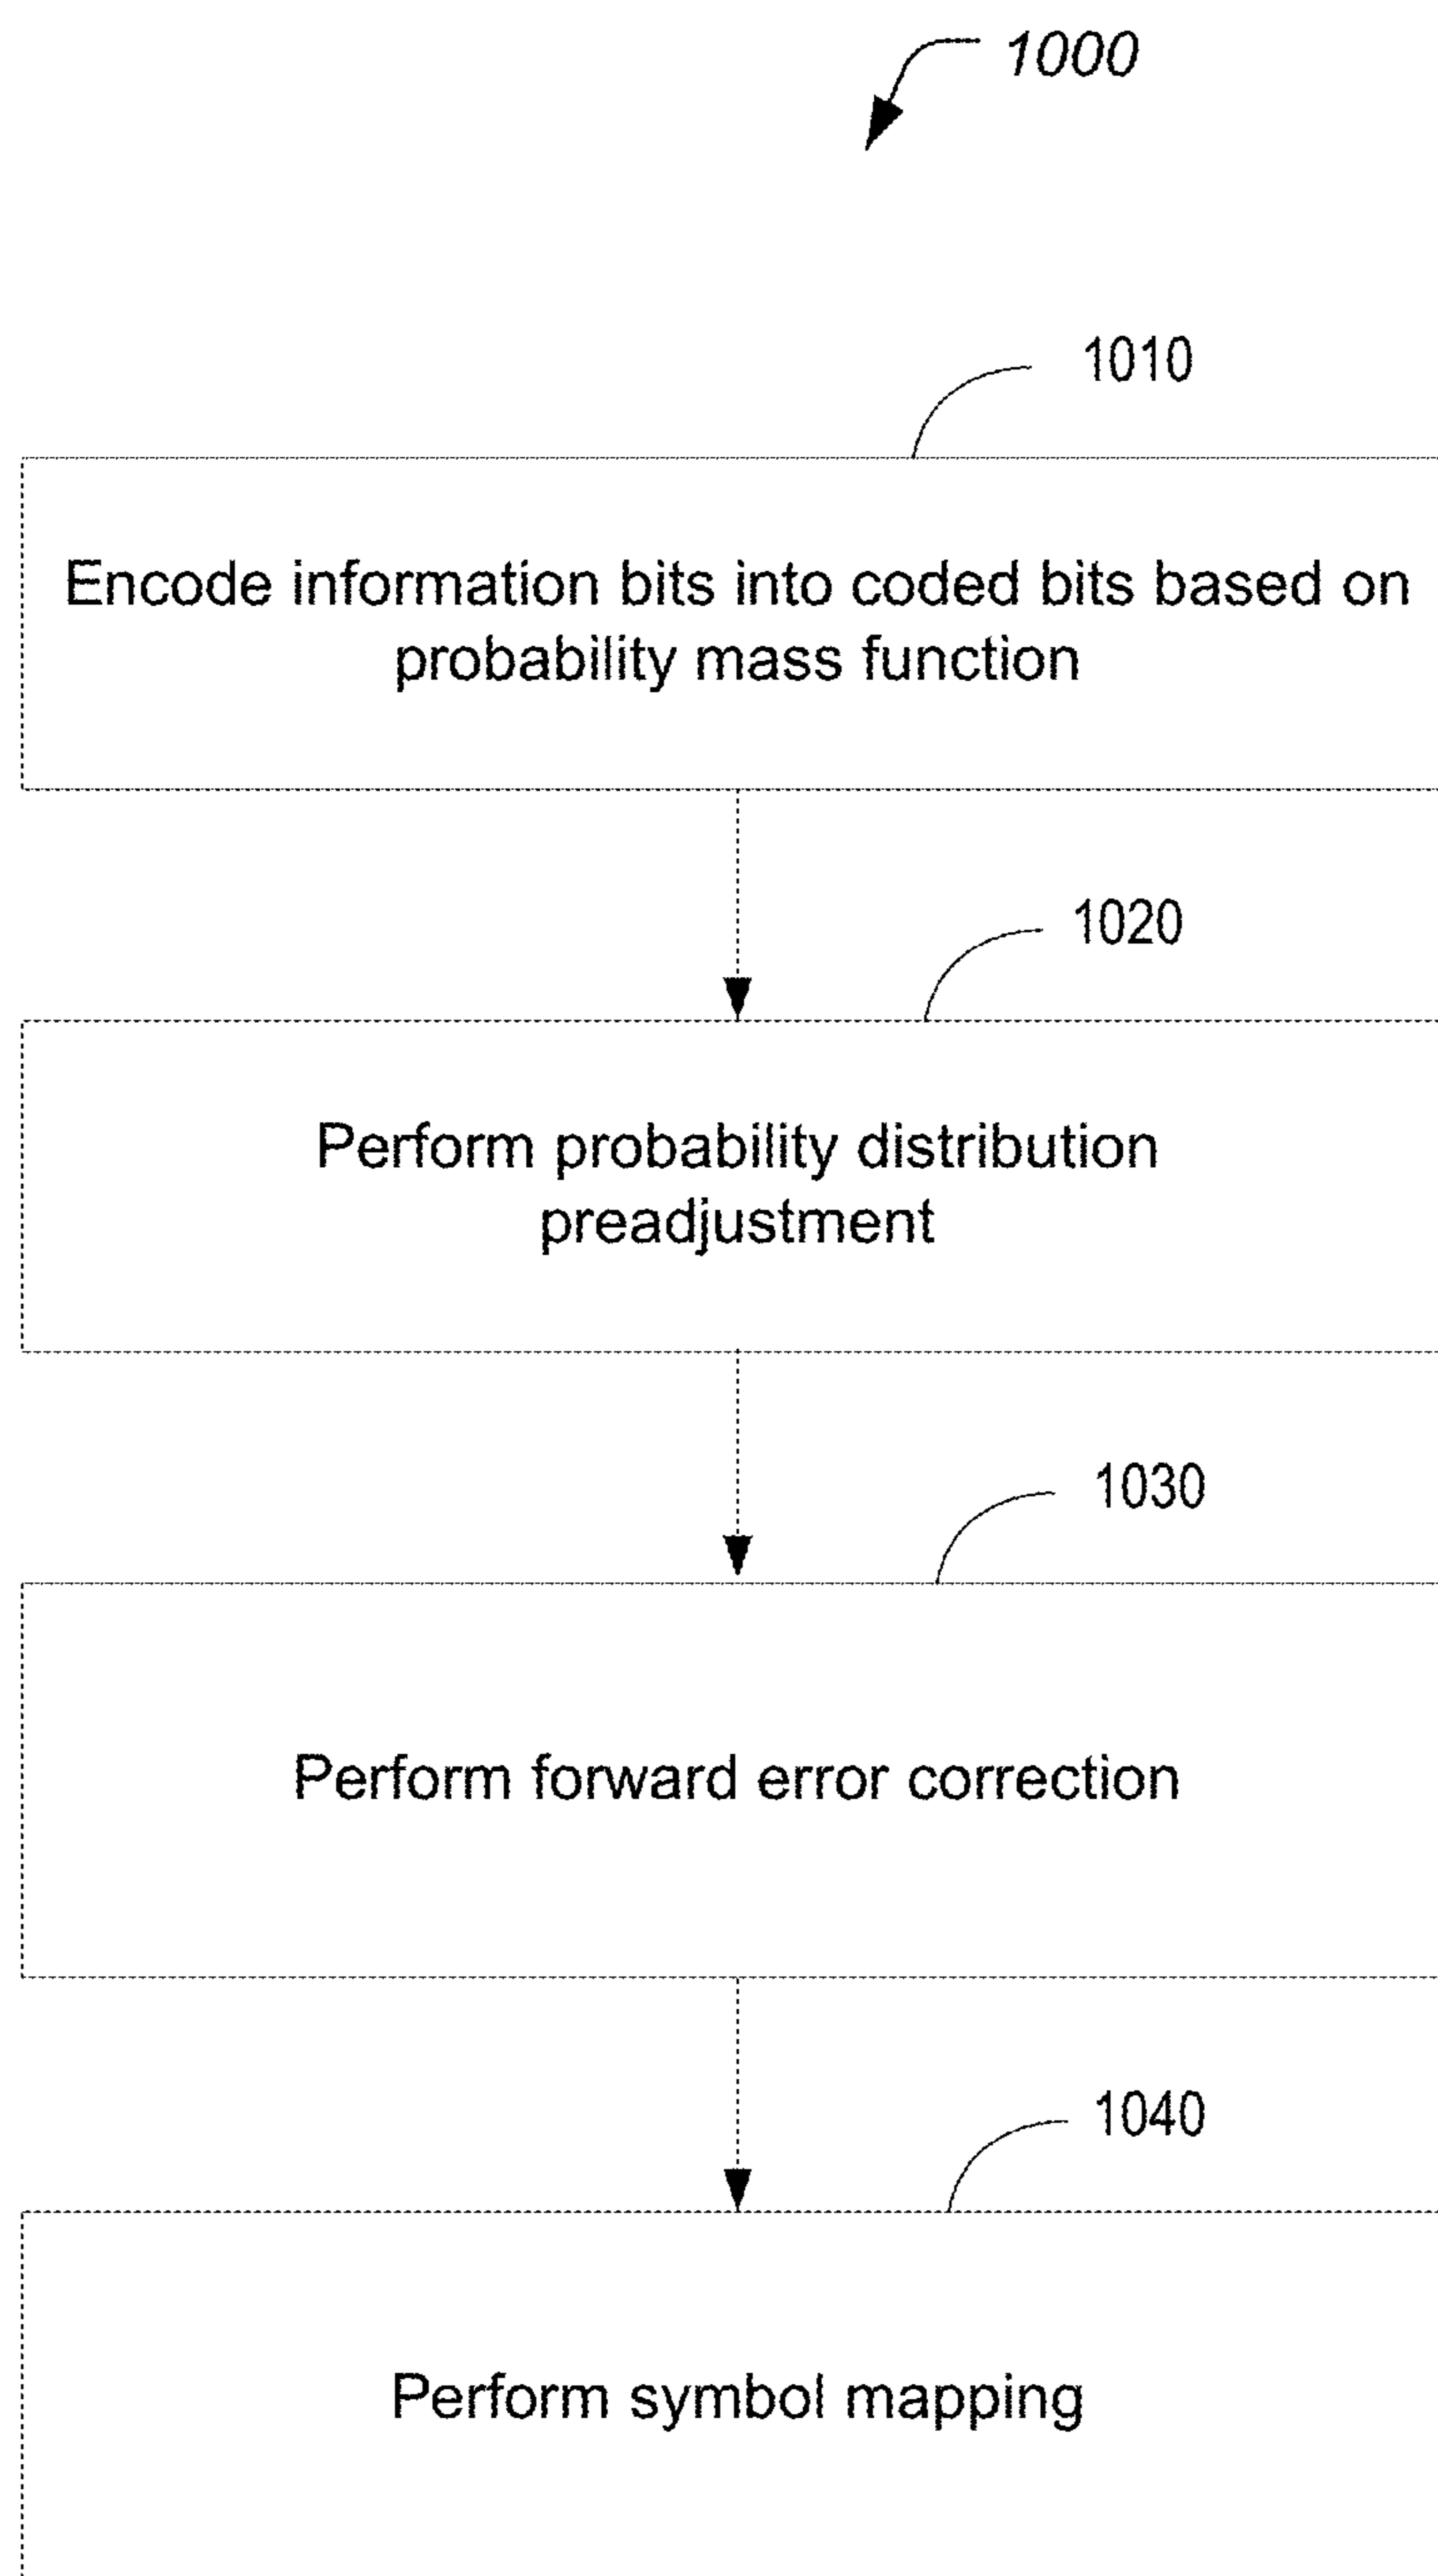 1000
1010
Encode information bits into coded bits based on
probability mass function
1020
Perform probability distribution
preadjustment
1030
Perform forward error correction
1040
Perform symbol mapping